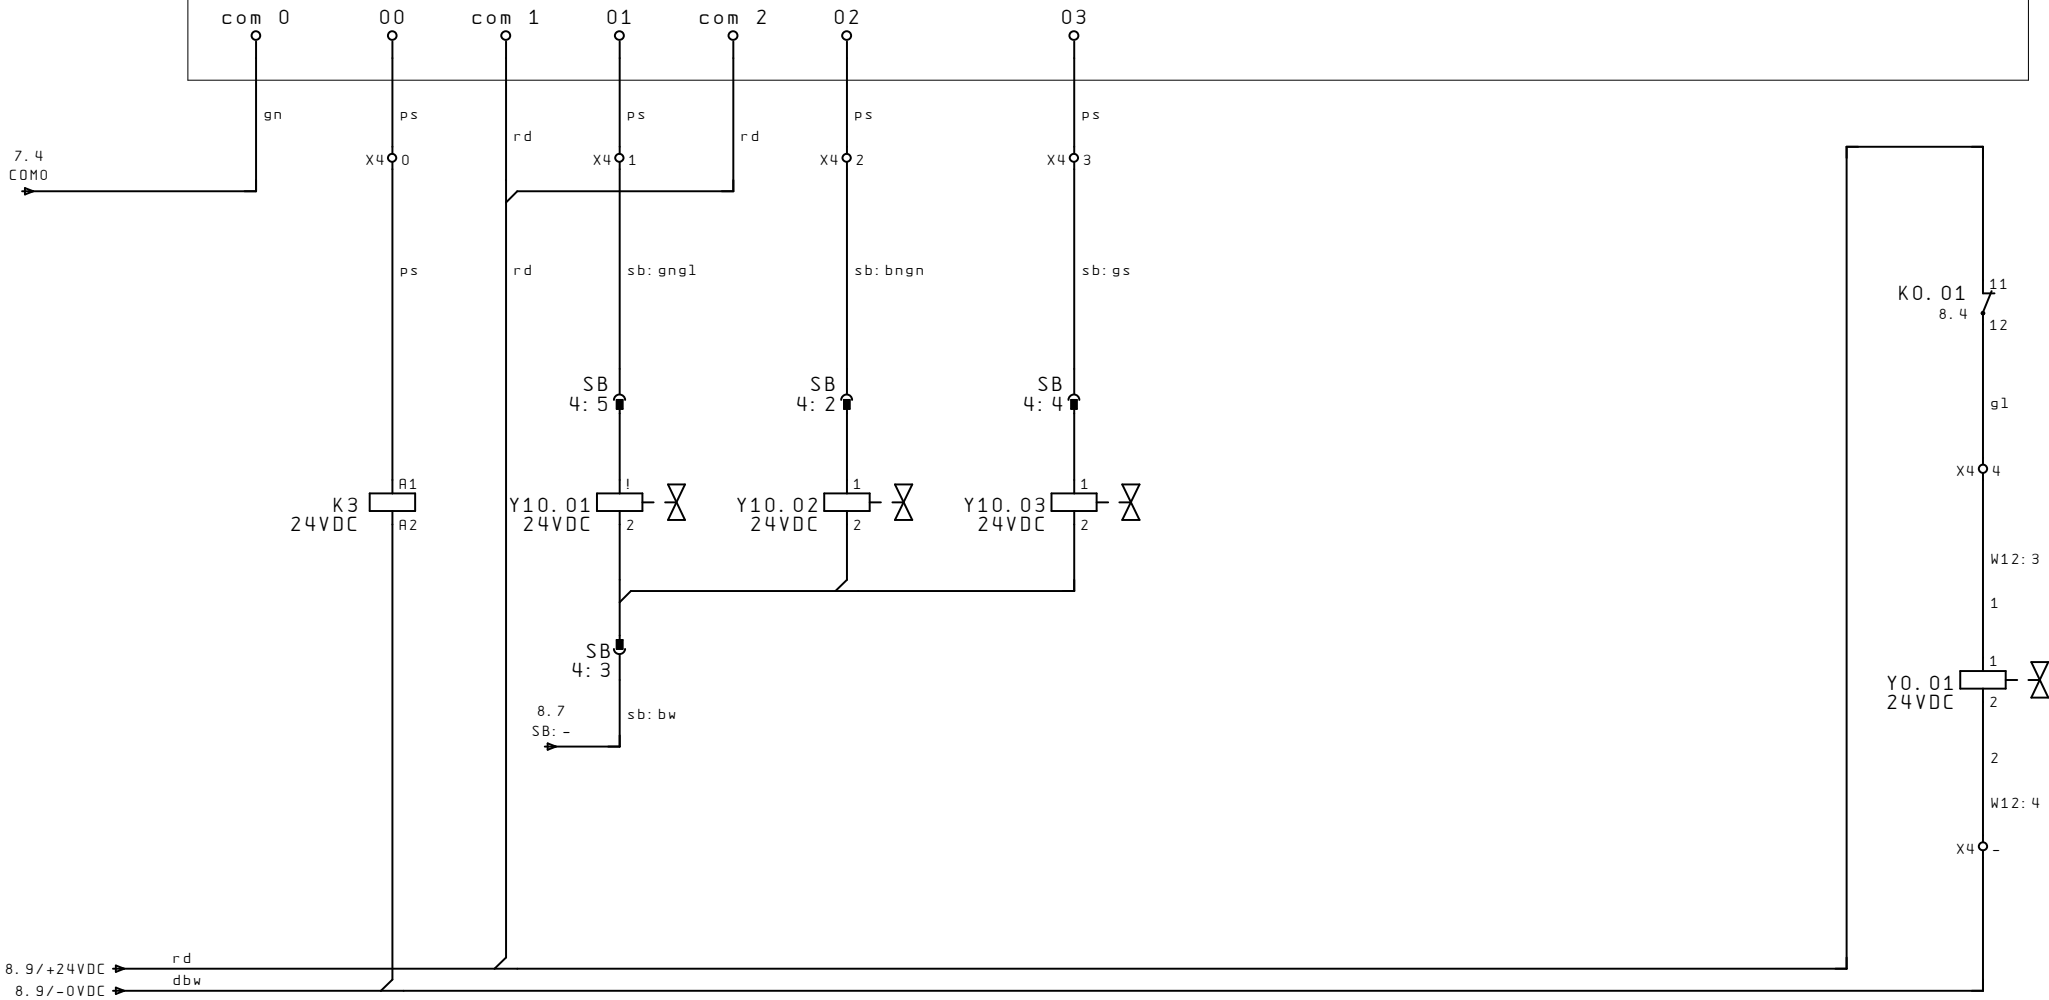 com 0 00 com 1 01 com 2 02 03
gn ps ps ps ps
rd rd
7.4
COM0
X4 0 X4 1 X4 2 X4 3
ps rd sb:gngl sb:bngn sb:gs
11
K0.01
8.4
12
SB SB SB
4:5 4:2 4:4
gl
X4 4
A1 ! 1 1
K3 Y10.01 Y10.02 Y10.03
24VDC A2 24VDC 2 24VDC 2 24VDC 2
W12:3
1
SB
4:3
1
Y0.01
24VDC 2
8.7
SB:-
sb:bw
2
W12:4
X4 -
rd
8.9/+24VDC
dbw
8.9/-0VDC